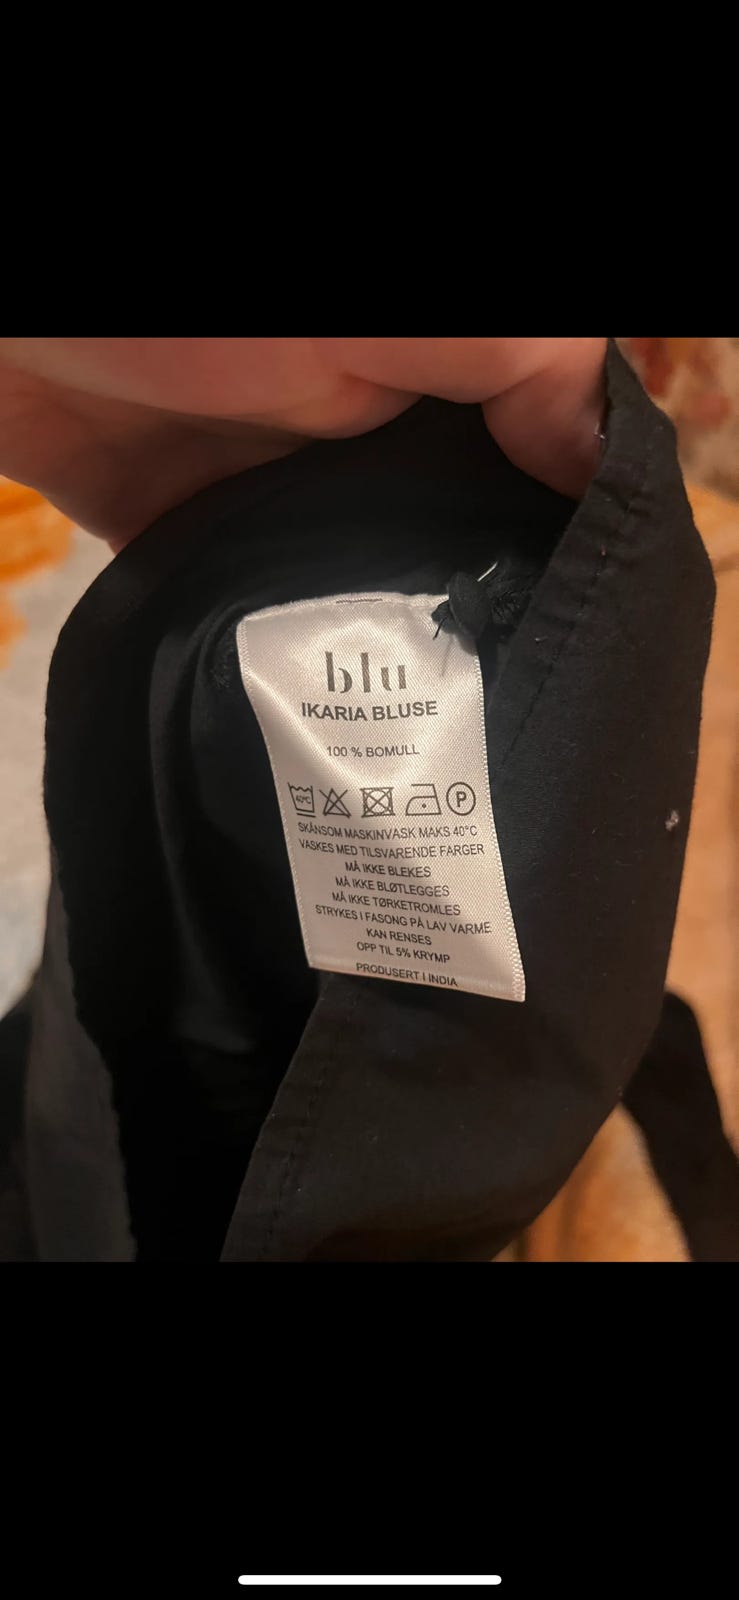 blu
IKARIA BLUSE
100 % BOMULL
40°C P
SKÅNSOM MASKINVASK MAKS 40°C
VASKES MED TILSVARENDE FARGER
MÅ IKKE BLEKES
MÅ IKKE BLØTLEGGES
MÅ IKKE TØRKETROMLES
STRYKES I FASONG PÅ LAV VARME
KAN RENSES
OPP TIL 5% KRYMP
PRODUSERT I INDIA